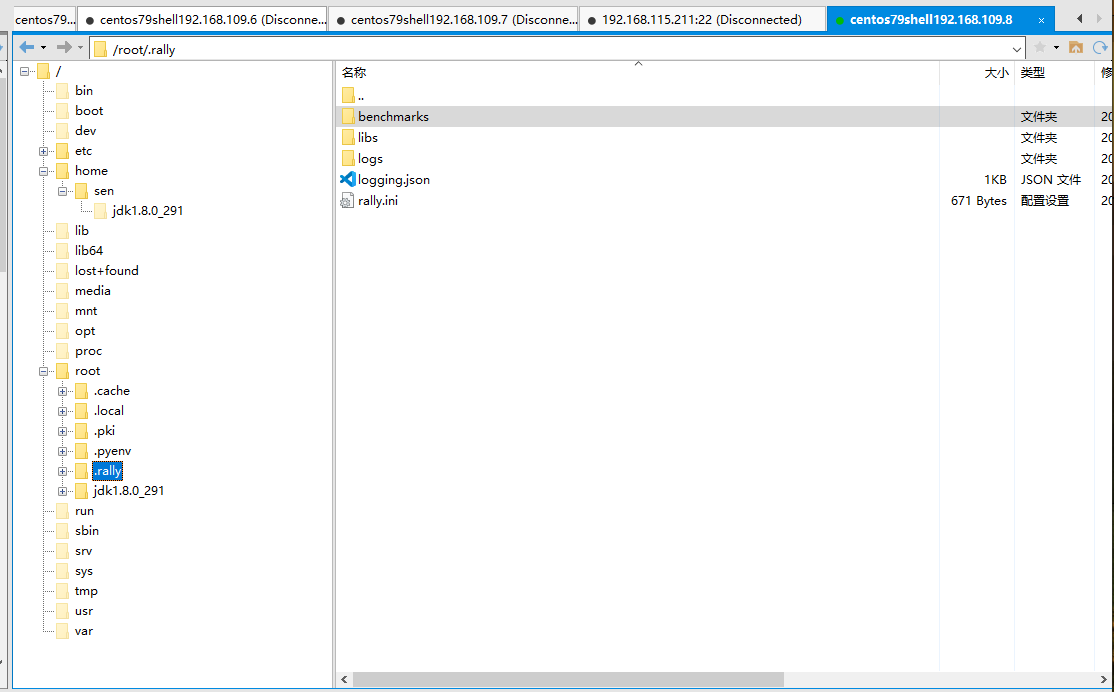 centos79... centos79shell192.168.109.6 (Disconne... centos79shell192.168.109.7 (Disconne... 192.168.115.211:22 (Disconnected) centos79shell192.168.109.8 ×
/root/.rally
/
bin
boot
dev
etc
home
sen
jdk1.8.0_291
lib
lib64
lost+found
media
mnt
opt
proc
root
.cache
.local
.pki
.pyenv
.rally
jdk1.8.0_291
run
sbin
srv
sys
tmp
usr
var
名称 大小 类型 修
..
benchmarks 文件夹 20
libs 文件夹 20
logs 文件夹 20
logging.json 1KB JSON 文件 20
rally.ini 671 Bytes 配置设置 20